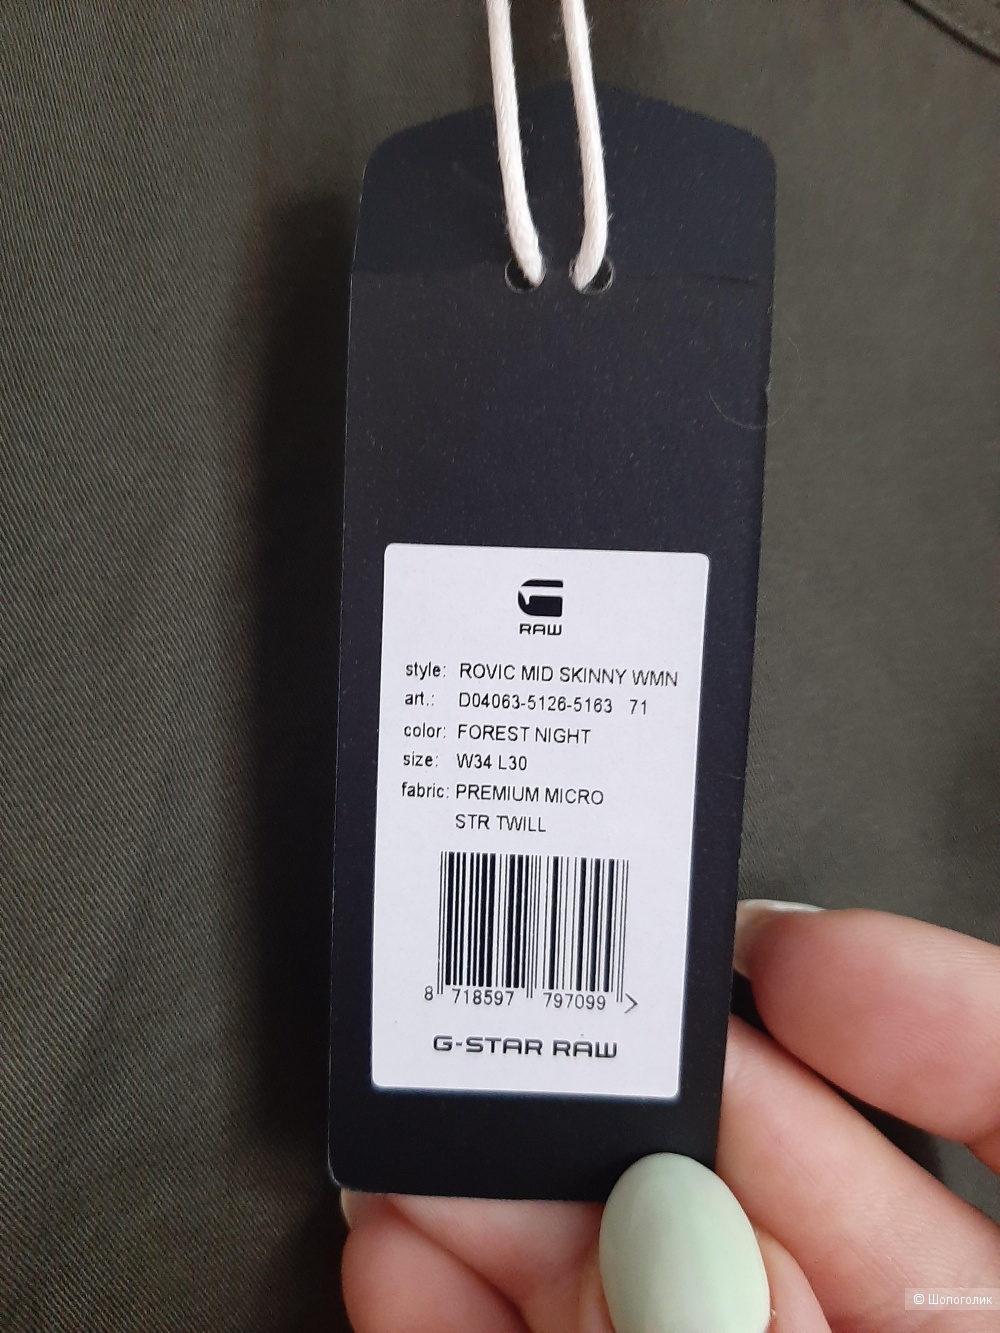 RAW
style: ROVIC MID SKINNY WMN
art.: D04063-5126-5163 71
color: FOREST NIGHT
size: W34 L30
fabric: PREMIUM MICRO
STR TWILL
8 718597 797099 >
G-STAR RAW
© Шопоголик